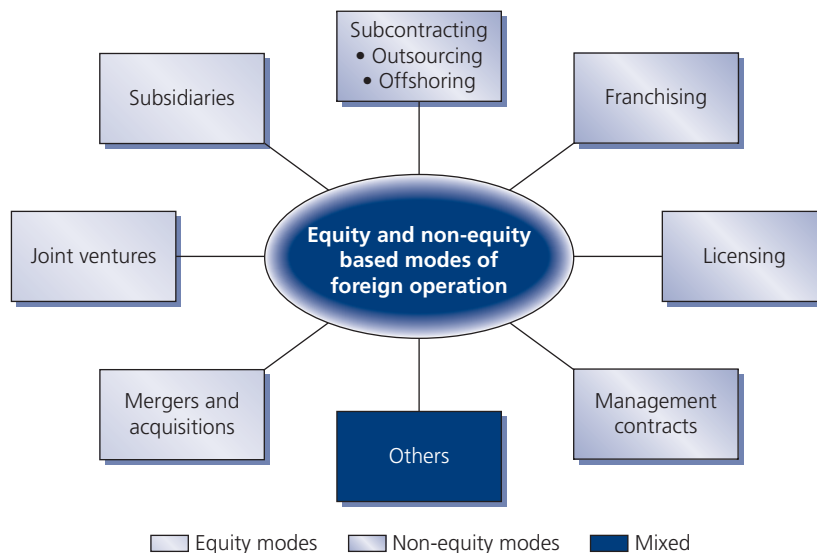 Subcontracting
• Outsourcing
• Offshoring
Subsidiaries
Franchising
Joint ventures
Equity and non-equity
based modes of
foreign operation
Licensing
Mergers and
acquisitions
Others
Management
contracts
Equity modes
Non-equity modes
Mixed